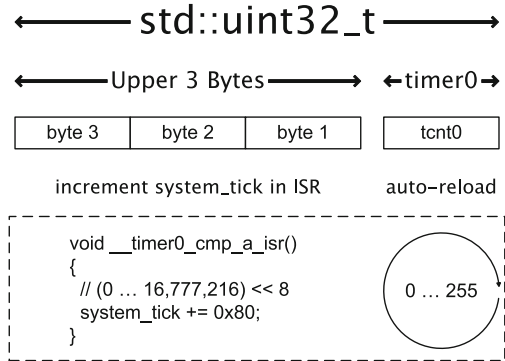 std::uint32_t
Upper 3 Bytes timer0
byte 3 byte 2 byte 1 tcnt0
increment system_tick in ISR auto-reload
void __timer0_cmp_a_isr()
{
// (0 ... 16,777,216) << 8
system_tick += 0x80;
}
0 ... 255